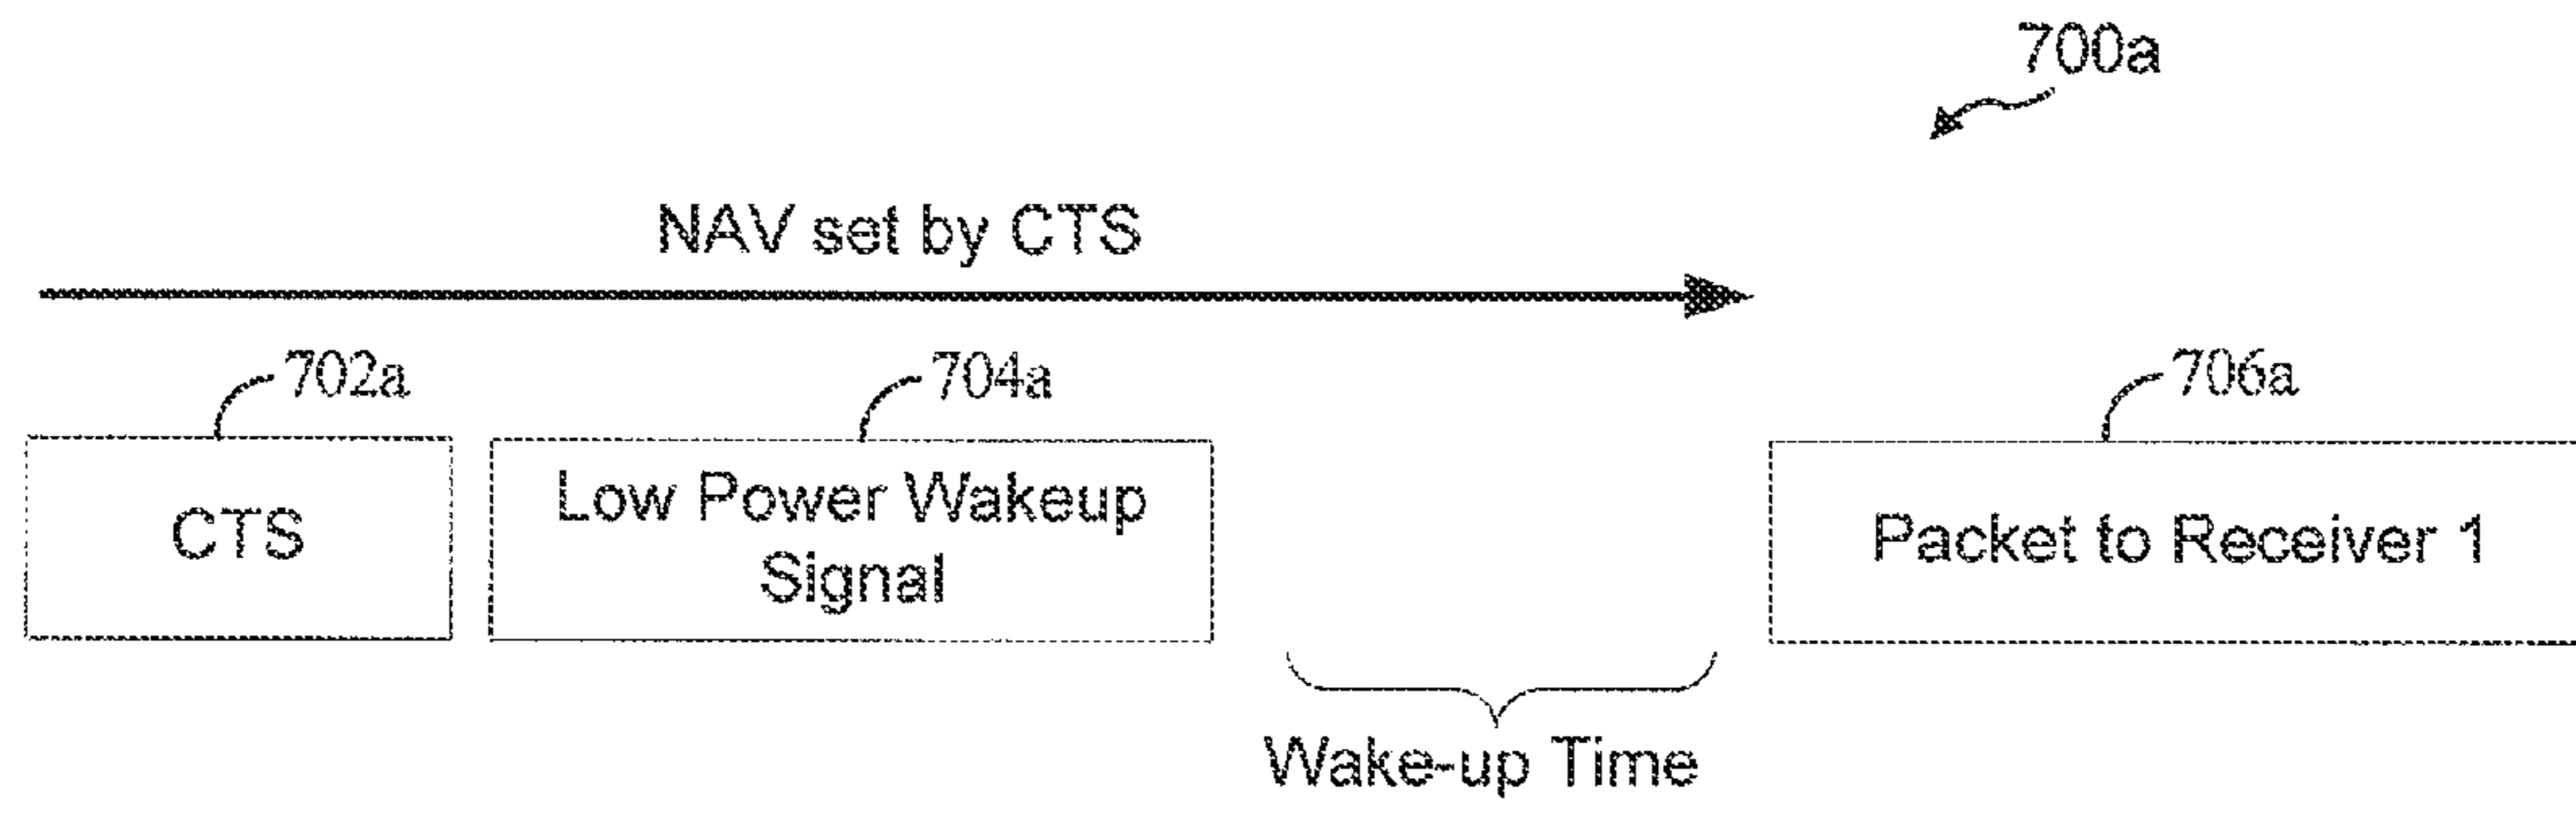 700a
NAV set by CTS
702a
704a
706a
CTS
Low Power Wakeup
Signal
Packet to Receiver 1
Wake-up Time